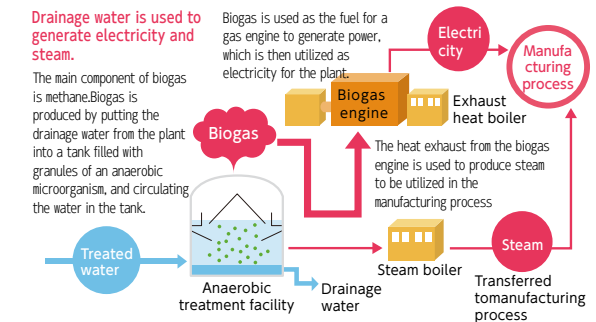 Drainage water is used to
generate electricity and
steam.
The main component of biogas
is methane.Biogas is
produced by putting the
drainage water from the plant
into a tank filled with
granules of an anaerobic
microorganism, and circulating
the water in the tank.
Biogas is used as the fuel for a
gas engine to generate power,
which is then utilized as
electricity for the plant.
Electri
city
Manufa
cturing
process
Biogas
engine
Exhaust
heat boiler
Biogas
The heat exhaust from the biogas
engine is used to produce steam
to be utilized in the
manufacturing process
Treated
water
Anaerobic
treatment facility
Drainage
water
Steam boiler
Steam
Transferred
tomanufacturing
process